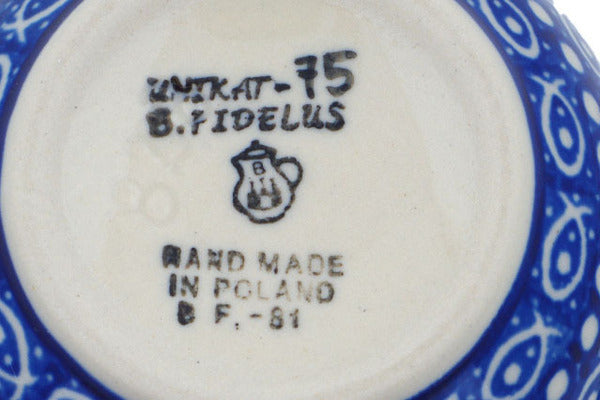 UNIKAT-75
B.FIDELUS
B
HAND MADE
IN POLAND
B F.-81